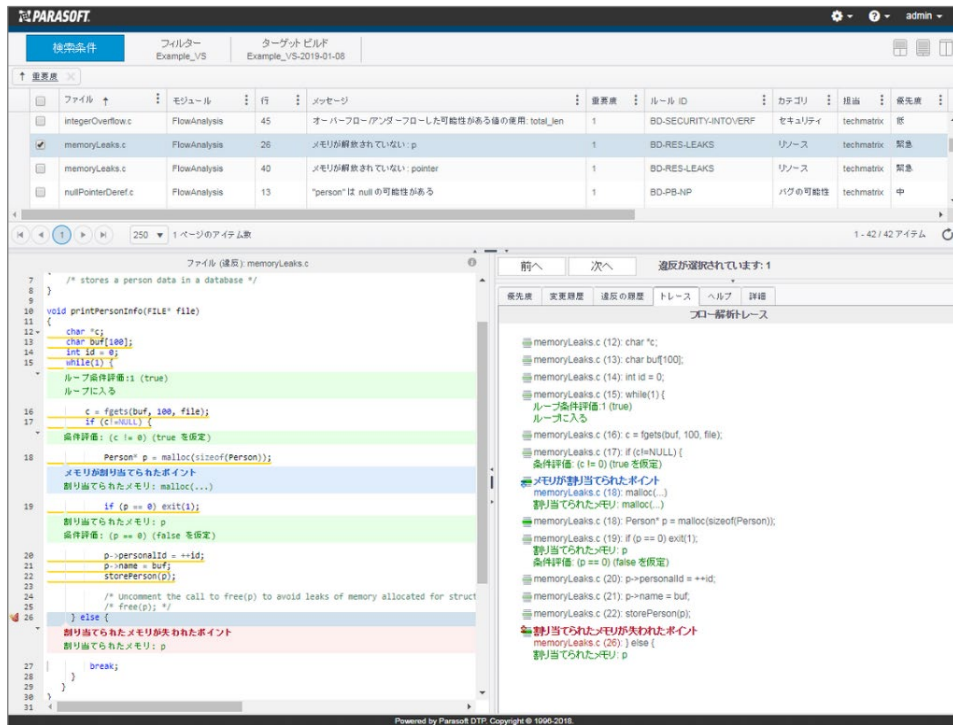 PARASOFT.
admin
検索条件
フィルター
Example_VS
ターゲット ビルド
Example_VS-2019-01-08
↑ 重要度
ファイル ↑ モジュール 行 メッセージ 重要度 ルール ID カテゴリ 担当 優先度
integerOverflow.c FlowAnalysis 45 オーバーフロー/アンダーフローした可能性がある値の使用: total_len 1 BD-SECURITY-INTOVERF セキュリティ techmatrix 低
memoryLeaks.c FlowAnalysis 26 メモリが解放されていない: p 1 BD-RES-LEAKS リソース techmatrix 緊急
memoryLeaks.c FlowAnalysis 40 メモリが解放されていない: pointer 1 BD-RES-LEAKS リソース techmatrix 緊急
nullPointerDeref.c FlowAnalysis 13 "person" は null の可能性がある 1 BD-PB-NP バグの可能性 techmatrix 中
1 250 1 ページのアイテム数 1 - 42 / 42 アイテム
ファイル (違反): memoryLeaks.c
7 /* stores a person data in a database */
8 }
9
10 void printPersonInfo(FILE* file)
11 {
12 char *c;
13 char buf[100];
14 int id = 0;
15 while(1) {
ループ条件評価:1 (true)
ループに入る
16 c = fgets(buf, 100, file);
17 if (c!=NULL) {
条件評価: (c != 0) (true を仮定)
18 Person* p = malloc(sizeof(Person));
メモリが割り当てられたポイント
割り当てられたメモリ: malloc(...)
19 if (p == 0) exit(1);
割り当てられたメモリ: p
条件評価: (p == 0) (false を仮定)
20 p->personalId = ++id;
21 p->name = buf;
22 storePerson(p);
23
24 /* Uncomment the call to free(p) to avoid leaks of memory allocated for struct
25 /* free(p); */
26 } else {
割り当てられたメモリが失われたポイント
割り当てられたメモリ: p
27 break;
28 }
29 }
30 }
31
前へ 次へ 違反が選択されています: 1
優先度 変更履歴 違反の履歴 トレース ヘルプ 詳細
フロー解析トレース
memoryLeaks.c (12): char *c;
memoryLeaks.c (13): char buf[100];
memoryLeaks.c (14): int id = 0;
memoryLeaks.c (15): while(1) {
ループ条件評価:1 (true)
ループに入る
memoryLeaks.c (16): c = fgets(buf, 100, file);
memoryLeaks.c (17): if (c!=NULL) {
条件評価: (c != 0) (true を仮定)
メモリが割り当てられたポイント
memoryLeaks.c (18): malloc(...)
割り当てられたメモリ: malloc(...)
memoryLeaks.c (18): Person* p = malloc(sizeof(Person));
memoryLeaks.c (19): if (p == 0) exit(1);
割り当てられたメモリ: p
条件評価: (p == 0) (false を仮定)
memoryLeaks.c (20): p->personalId = ++id;
memoryLeaks.c (21): p->name = buf;
memoryLeaks.c (22): storePerson(p);
割り当てられたメモリが失われたポイント
memoryLeaks.c (26): } else {
割り当てられたメモリ: p
Powered by Parasoft DTP. Copyright © 1996-2018.